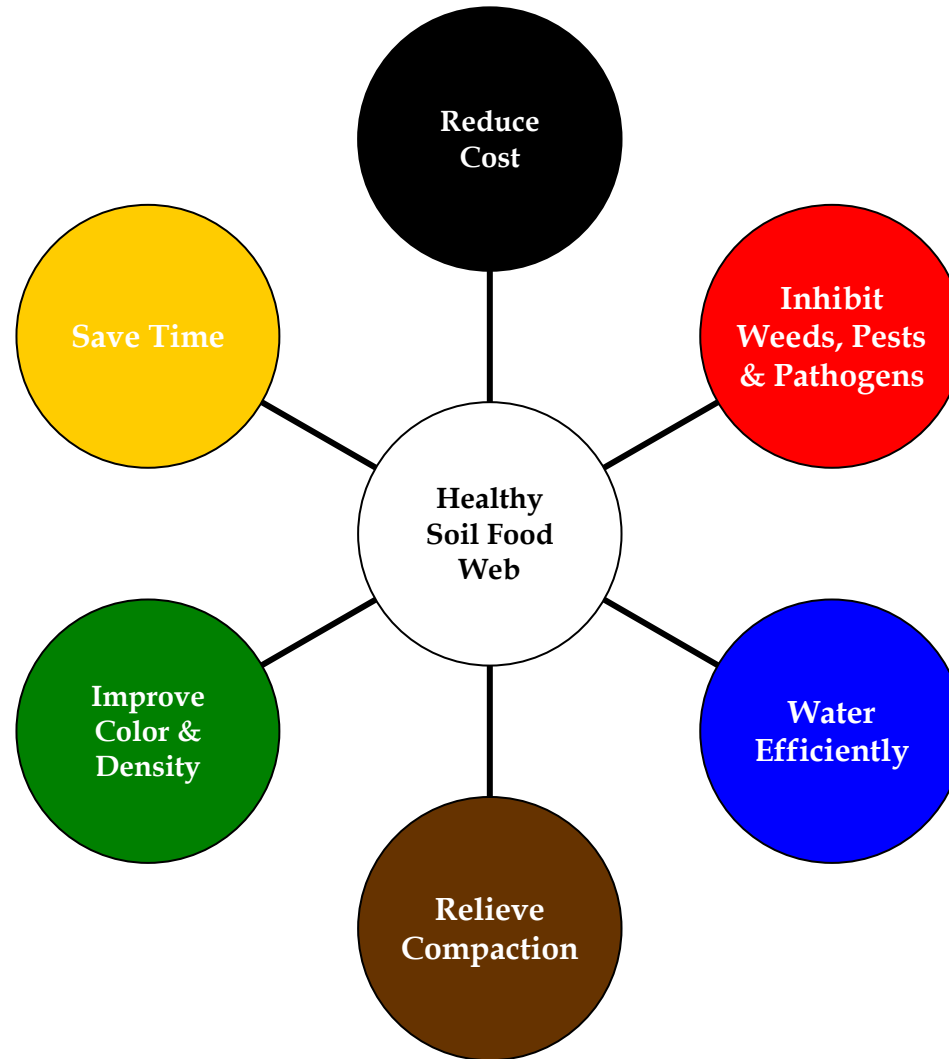 Reduce
Cost
Inhibit
Weeds, Pests
& Pathogens
Save Time
Healthy
Soil Food
Web
Improve
Color &
Density
Water
Efficiently
Relieve
Compaction